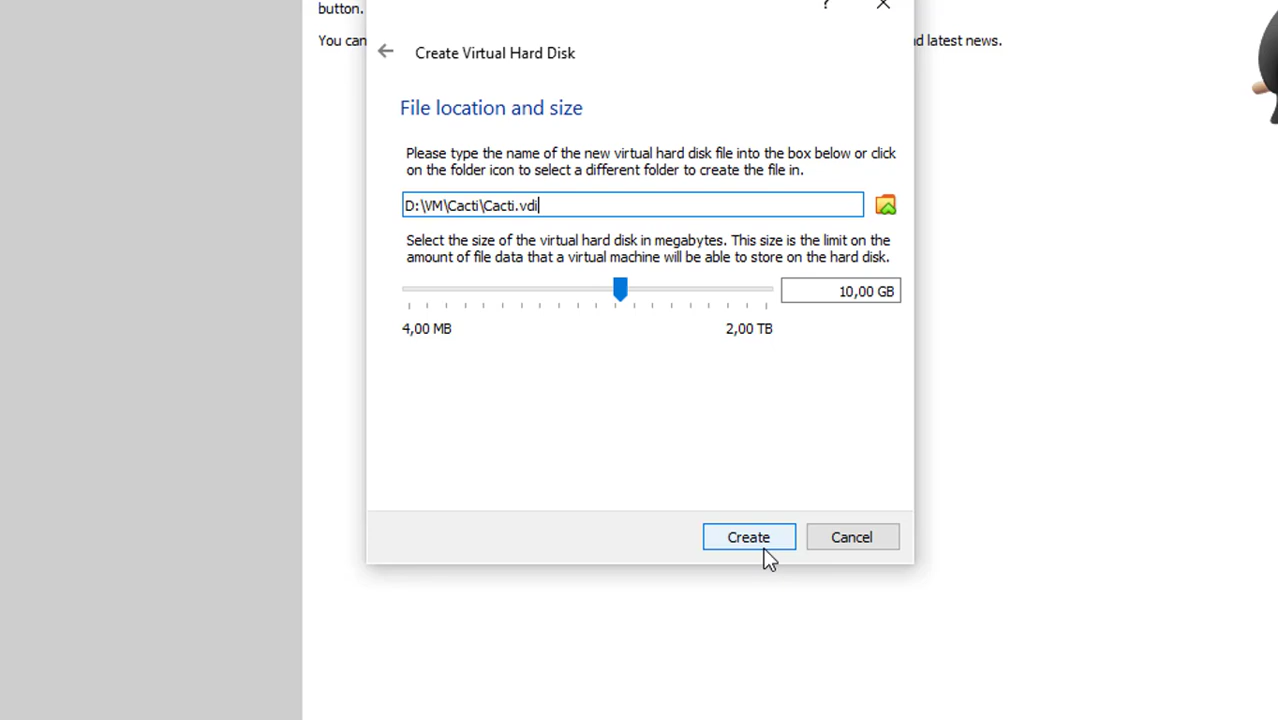 button.
You can
d latest news.
?
Create Virtual Hard Disk
File location and size
Please type the name of the new virtual hard disk file into the box below or click
on the folder icon to select a different folder to create the file in.
D:\VM\Cacti\Cacti.vdi
Select the size of the virtual hard disk in megabytes. This size is the limit on the
amount of file data that a virtual machine will be able to store on the hard disk.
10,00 GB
4,00 MB
2,00 TB
Create
Cancel